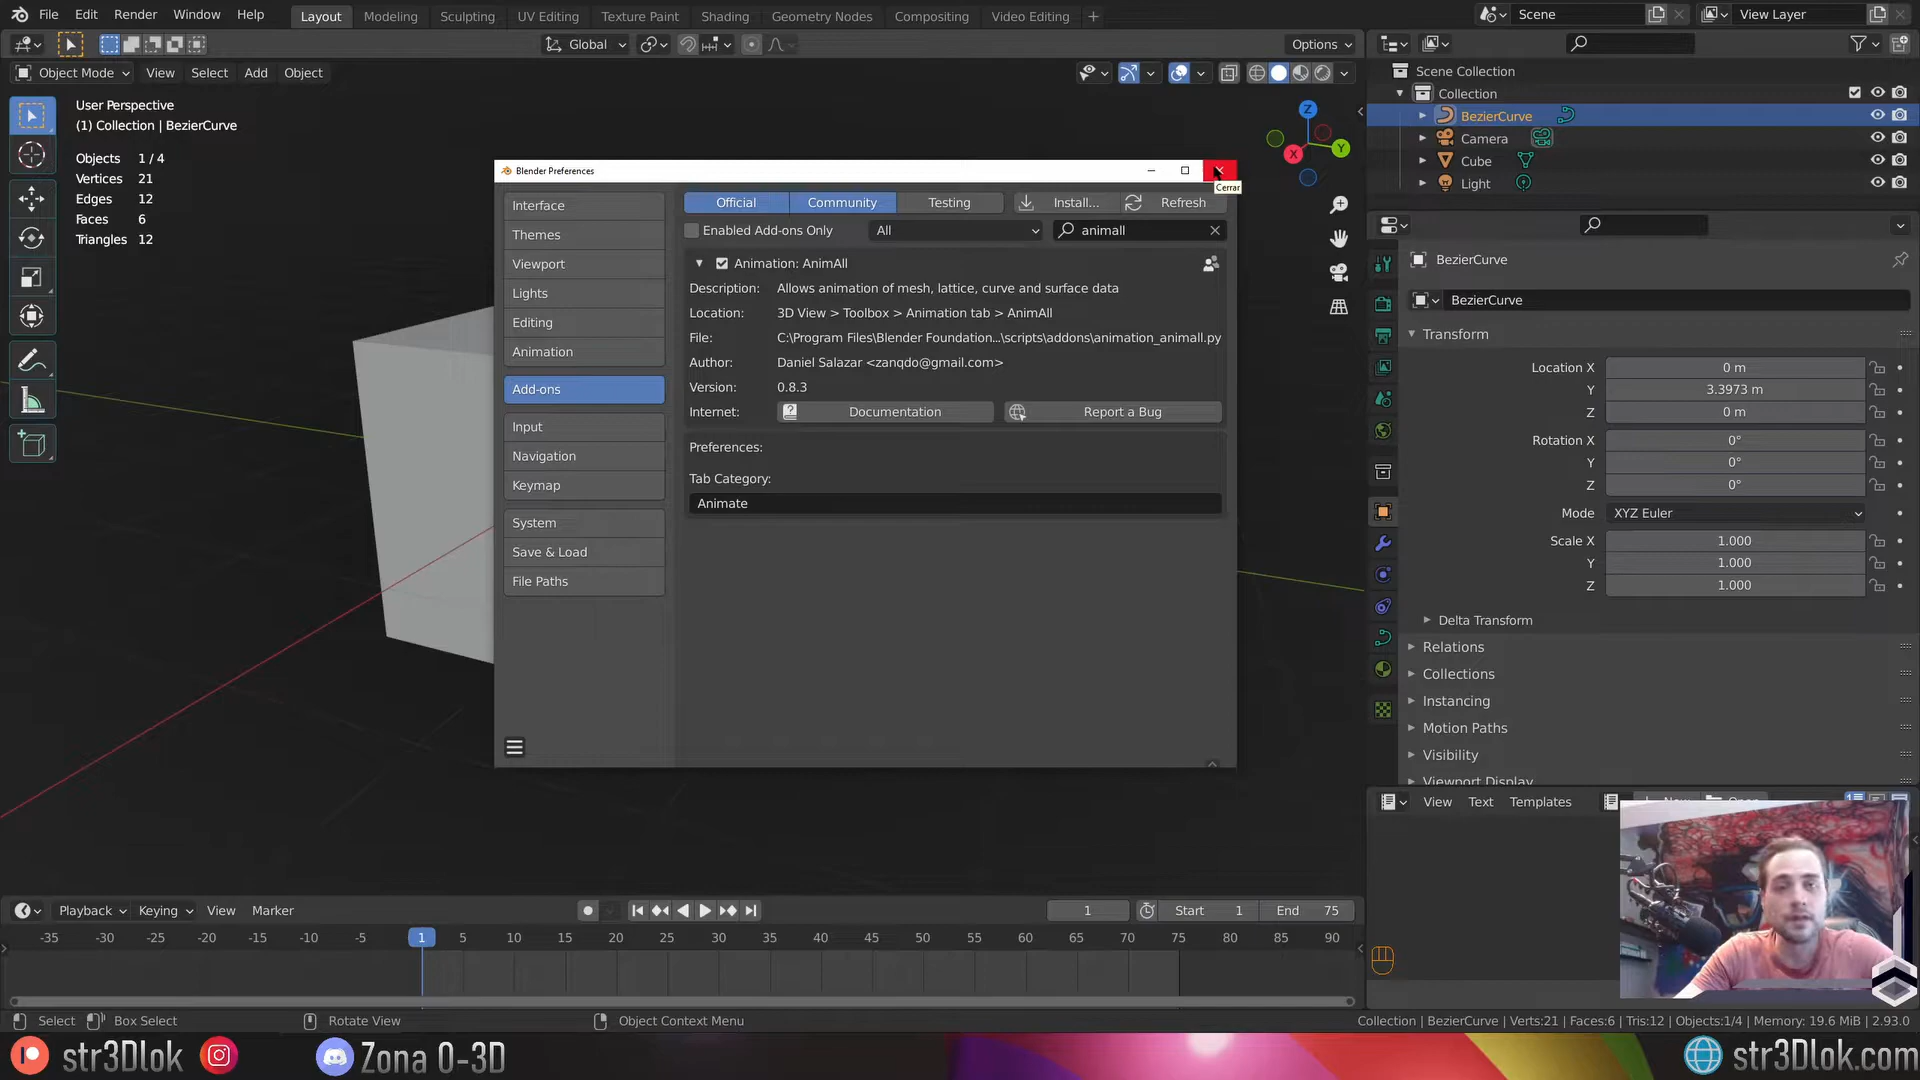 File Edit Render Window Help Layout Modeling Sculpting UV Editing Texture Paint Shading Geometry Nodes Compositing Video Editing + Scene View Layer
Global Options
Object Mode View Select Add Object
User Perspective
(1) Collection | BezierCurve
Objects 1 / 4
Vertices 21
Edges 12
Faces 6
Triangles 12
Z
Y
X
Blender Preferences
Cerrar
Interface
Themes
Viewport
Lights
Editing
Animation
Add-ons
Input
Navigation
Keymap
System
Save & Load
File Paths
Official Community Testing Install... Refresh
Enabled Add-ons Only All animall
Animation: AnimAll
Description: Allows animation of mesh, lattice, curve and surface data
Location: 3D View > Toolbox > Animation tab > AnimAll
File: C:\Program Files\Blender Foundation...\scripts\addons\animation_animall.py
Author: Daniel Salazar <zanqdo@gmail.com>
Version: 0.8.3
Internet: Documentation Report a Bug
Preferences:
Tab Category:
Animate
Scene Collection
Collection
BezierCurve
Camera
Cube
Light
BezierCurve
BezierCurve
Transform
Location X 0 m
Y 3.3973 m
Z 0 m
Rotation X 0°
Y 0°
Z 0°
Mode XYZ Euler
Scale X 1.000
Y 1.000
Z 1.000
Delta Transform
Relations
Collections
Instancing
Motion Paths
Visibility
Viewport Display
View Text Templates
Playback Keying View Marker 1 Start 1 End 75
-35 -30 -25 -20 -15 -10 -5 1 5 10 15 20 25 30 35 40 45 50 55 60 65 70 75 80 85 90
Select Box Select Rotate View Object Context Menu Collection | BezierCurve | Verts:21 | Faces:6 | Tris:12 | Objects:1/4 | Memory: 19.6 MiB | 2.93.0
str3Dlok Zona 0-3D str3Dlok.com